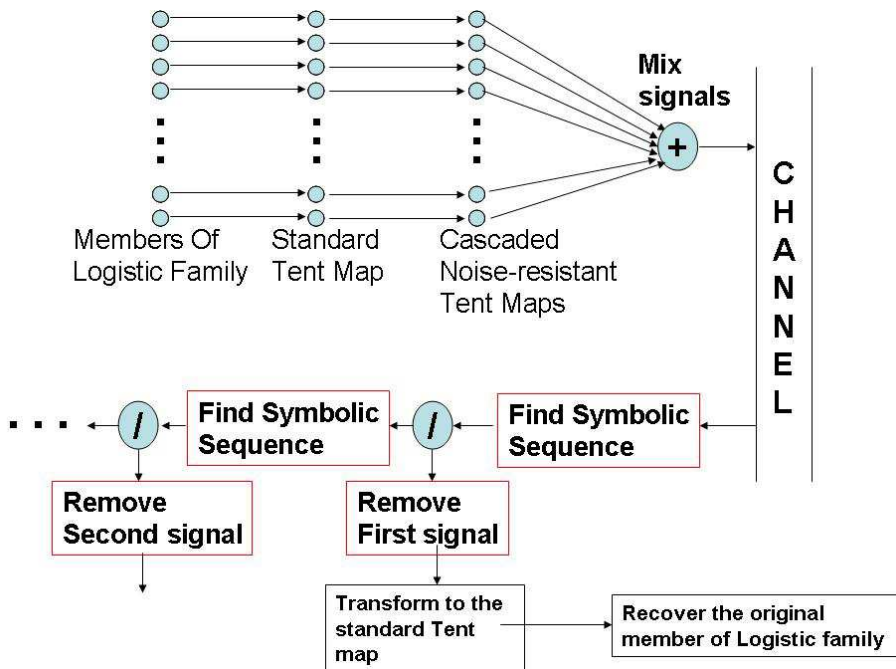 Mix
signals
+
Members Of
Logistic Family
Standard
Tent Map
Cascaded
Noise-resistant
Tent Maps
C
H
A
N
N
E
L
Find Symbolic
Sequence
/
Find Symbolic
Sequence
/
Remove
Second signal
Remove
First signal
Transform to the
standard Tent
map
Recover the original
member of Logistic family